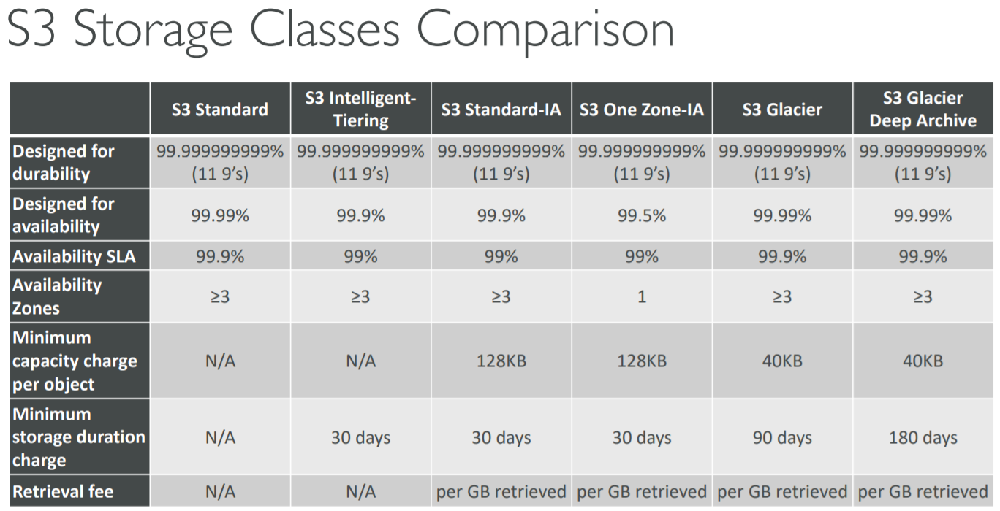 S3 Storage Classes Comparison
S3 Standard
S3 Intelligent-
Tiering
S3 Standard-IA
S3 One Zone-IA
S3 Glacier
S3 Glacier
Deep Archive
Designed for
durability
99.999999999%
(11 9’s)
99.999999999%
(11 9’s)
99.999999999%
(11 9’s)
99.999999999%
(11 9’s)
99.999999999%
(11 9’s)
99.999999999%
(11 9’s)
Designed for
availability
99.99%
99.9%
99.9%
99.5%
99.99%
99.99%
Availability SLA
99.9%
99%
99%
99%
99.9%
99.9%
Availability
Zones
≥3
≥3
≥3
1
≥3
≥3
Minimum
capacity charge
per object
N/A
N/A
128KB
128KB
40KB
40KB
Minimum
storage duration
charge
N/A
30 days
30 days
30 days
90 days
180 days
Retrieval fee
N/A
N/A
per GB retrieved
per GB retrieved
per GB retrieved
per GB retrieved